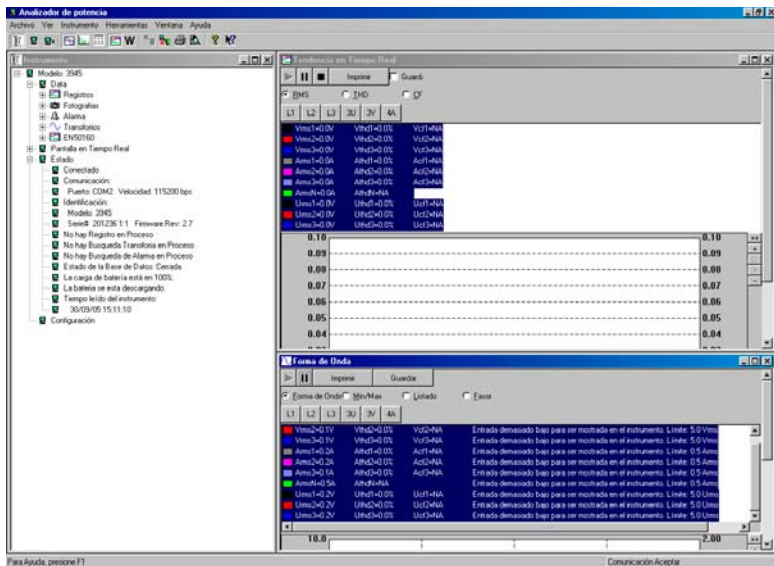 Analizador de potencia
Archivo Ver Instrumento Herramientas Ventana Ayuda
Instrumento
Modelo: 3945
Data
Registros
Fotografias
Alarma
Transitorios
EN50160
Pantalla en Tiempo Real
Estado
Conectado
Comunicación:
Puerto: COM2 Velocidad: 115200 bps
Identificación:
Modelo: 3945
Serie#: 201236 1:1 Firmware Rev: 2.7
No hay Registro en Proceso
No hay Busqueda Transitoria en Proceso
No hay Busqueda de Alarma en Proceso
Estado de la Base de Datos: Cerrada
La carga de batería está en 100%
La batería se esta descargando.
Tiempo leído del instrumento:
30/09/05 15:11:10
Configuración
Tendencia en Tiempo Real
Imprimir Guardi
RMS THD CF
L1 L2 L3 3U 3V 4A
Vrms1=0.0V Vthd1=0.0% Vcf1=NA
Vrms2=0.0V Vthd2=0.0% Vcf2=NA
Vrms3=0.0V Vthd3=0.0% Vcf3=NA
Arms1=0.0A Athd1=0.0% Acf1=NA
Arms2=0.0A Athd2=0.0% Acf2=NA
Arms3=0.0A Athd3=0.0% Acf3=NA
ArmsN=0.0A AthdN=NA
Urms1=0.0V Uthd1=0.0% Ucf1=NA
Urms2=0.0V Uthd2=0.0% Ucf2=NA
Urms3=0.0V Uthd3=0.0% Ucf3=NA
0.10 0.10
0.09 0.09
0.08 0.08
0.07 0.07
0.06 0.06
0.05 0.05
0.04 0.04
Forma de Onda
Imprimir Guardar
Forma de Onde Min/Max Listado Fasor
L1 L2 L3 3U 3V 4A
Vrms2=0.1V Vthd2=0.0% Vcf2=NA Entrada demasiado bajo para ser mostrada en el instrumento. Límite: 5.0 Vrms
Vrms3=0.1V Vthd3=0.0% Vcf3=NA Entrada demasiado bajo para ser mostrada en el instrumento. Límite: 5.0 Vrms
Arms1=0.2A Athd1=0.0% Acf1=NA Entrada demasiado bajo para ser mostrada en el instrumento. Límite: 0.5 Arms
Arms2=0.2A Athd2=0.0% Acf2=NA Entrada demasiado bajo para ser mostrada en el instrumento. Límite: 0.5 Arms
Arms3=0.1A Athd3=0.0% Acf3=NA Entrada demasiado bajo para ser mostrada en el instrumento. Límite: 0.5 Arms
ArmsN=0.5A AthdN=NA Entrada demasiado bajo para ser mostrada en el instrumento. Límite: 0.5 Arms
Urms1=0.2V Uthd1=0.0% Ucf1=NA Entrada demasiado bajo para ser mostrada en el instrumento. Límite: 5.0 Urms
Urms2=0.2V Uthd2=0.0% Ucf2=NA Entrada demasiado bajo para ser mostrada en el instrumento. Límite: 5.0 Urms
Urms3=0.2V Uthd3=0.0% Ucf3=NA Entrada demasiado bajo para ser mostrada en el instrumento. Límite: 5.0 Urms
10.0 2.00
Para Ayuda, presione F1 Comunicación Aceptar